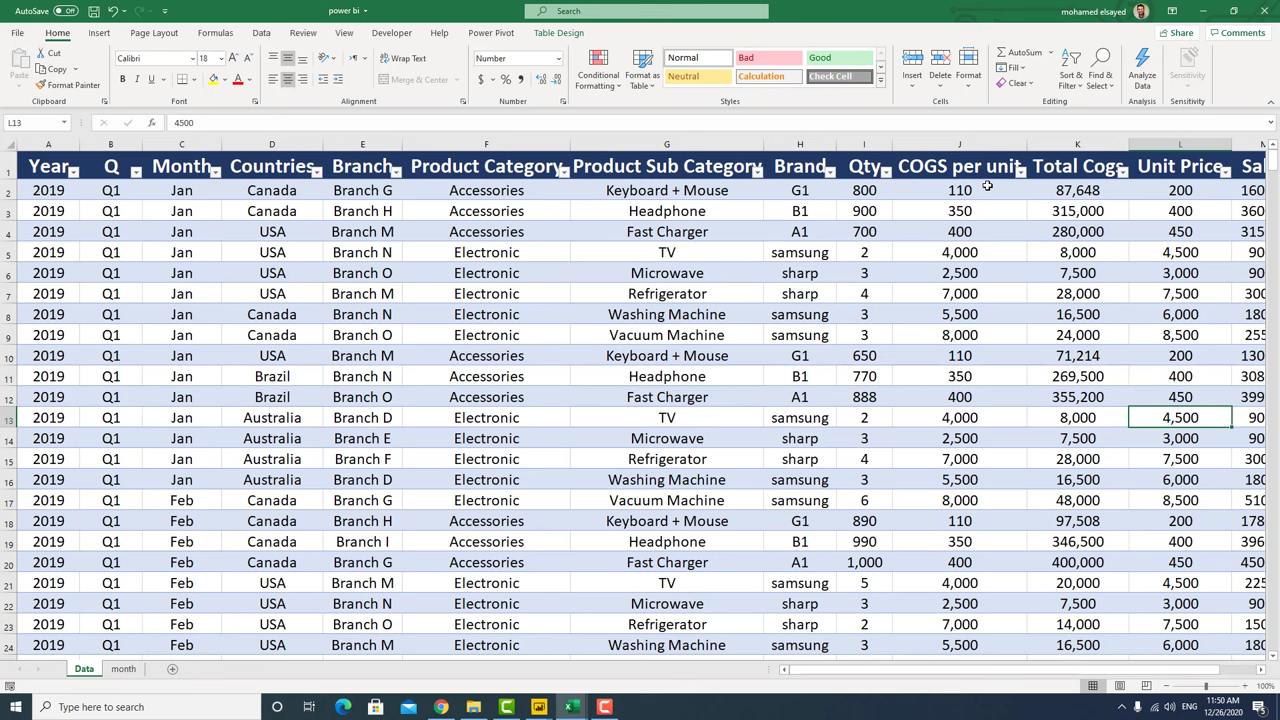 AutoSave Off power bi Search mohamed elsayed
File Home Insert Page Layout Formulas Data Review View Developer Help Power Pivot Table Design Share Comments
Paste Cut Copy Format Painter Calibri 18 B I U Wrap Text Merge & Center Number $ % Conditional Formatting Format as Table Normal Bad Good Neutral Calculation Check Cell Insert Delete Format AutoSum Fill Clear Sort & Filter Find & Select Analyze Data Sensitivity
Clipboard Font Alignment Number Styles Cells Editing Analysis Sensitivity
L13 fx 4500
A B C D E F G H I J K L M
1 Year Q Month Countries Branch Product Category Product Sub Category Brand Qty COGS per unit Total Cogs Unit Price Sal
2 2019 Q1 Jan Canada Branch G Accessories Keyboard + Mouse G1 800 110 87,648 200 1600
3 2019 Q1 Jan Canada Branch H Accessories Headphone B1 900 350 315,000 400 3600
4 2019 Q1 Jan USA Branch M Accessories Fast Charger A1 700 400 280,000 450 315
5 2019 Q1 Jan USA Branch N Electronic TV samsung 2 4,000 8,000 4,500 90
6 2019 Q1 Jan USA Branch O Electronic Microwave sharp 3 2,500 7,500 3,000 90
7 2019 Q1 Jan USA Branch M Electronic Refrigerator sharp 4 7,000 28,000 7,500 300
8 2019 Q1 Jan Canada Branch N Electronic Washing Machine samsung 3 5,500 16,500 6,000 180
9 2019 Q1 Jan Canada Branch O Electronic Vacuum Machine samsung 3 8,000 24,000 8,500 255
10 2019 Q1 Jan USA Branch M Accessories Keyboard + Mouse G1 650 110 71,214 200 1300
11 2019 Q1 Jan Brazil Branch N Accessories Headphone B1 770 350 269,500 400 308
12 2019 Q1 Jan Brazil Branch O Accessories Fast Charger A1 888 400 355,200 450 399
13 2019 Q1 Jan Australia Branch D Electronic TV samsung 2 4,000 8,000 4,500 90
14 2019 Q1 Jan Australia Branch E Electronic Microwave sharp 3 2,500 7,500 3,000 90
15 2019 Q1 Jan Australia Branch F Electronic Refrigerator sharp 4 7,000 28,000 7,500 300
16 2019 Q1 Jan Australia Branch D Electronic Washing Machine samsung 3 5,500 16,500 6,000 180
17 2019 Q1 Feb Canada Branch G Electronic Vacuum Machine samsung 6 8,000 48,000 8,500 510
18 2019 Q1 Feb Canada Branch H Accessories Keyboard + Mouse G1 890 110 97,508 200 178
19 2019 Q1 Feb Canada Branch I Accessories Headphone B1 990 350 346,500 400 396
20 2019 Q1 Feb Canada Branch G Accessories Fast Charger A1 1,000 400 400,000 450 450
21 2019 Q1 Feb USA Branch M Electronic TV samsung 5 4,000 20,000 4,500 225
22 2019 Q1 Feb USA Branch N Electronic Microwave sharp 3 2,500 7,500 3,000 90
23 2019 Q1 Feb USA Branch O Electronic Refrigerator sharp 2 7,000 14,000 7,500 150
24 2019 Q1 Feb USA Branch M Electronic Washing Machine samsung 3 5,500 16,500 6,000 180
Data month
100%
Type here to search ENG 11:50 AM
12/26/2020